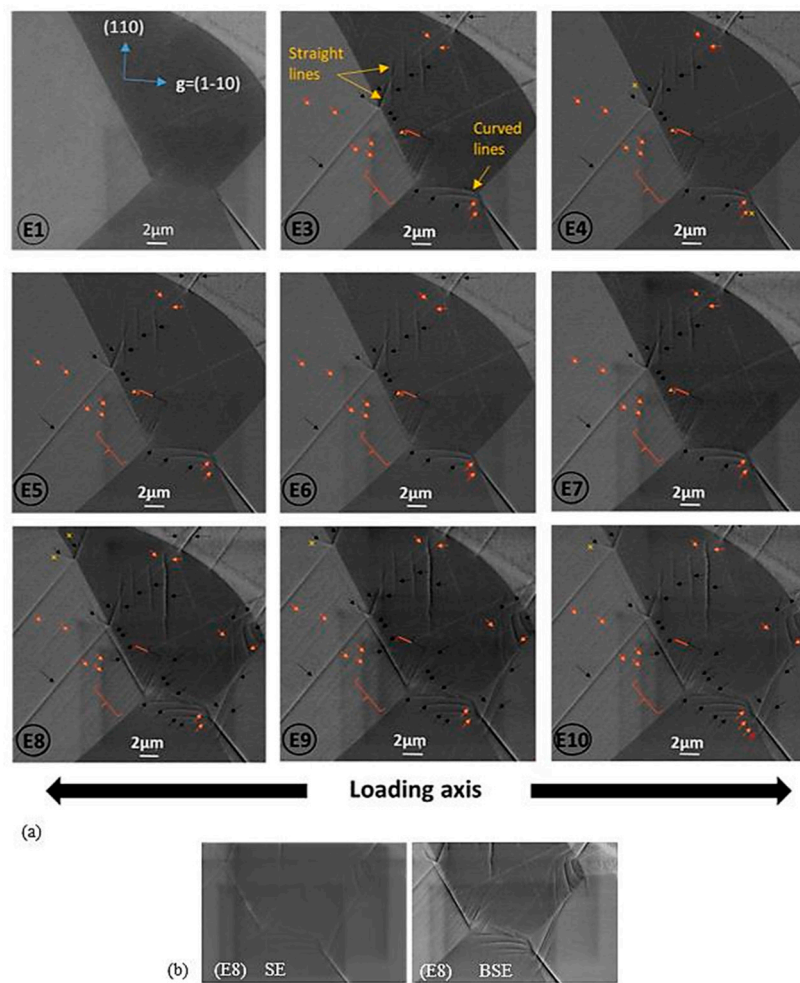 (110)
g=(1-10)
E1
2μm
Straight
lines
Curved
lines
E3
2μm
E4
2μm
E5
2μm
E6
2μm
E7
2μm
E8
2μm
E9
2μm
E10
2μm
Loading axis
(a)
(b)
(E8) SE
(E8) BSE